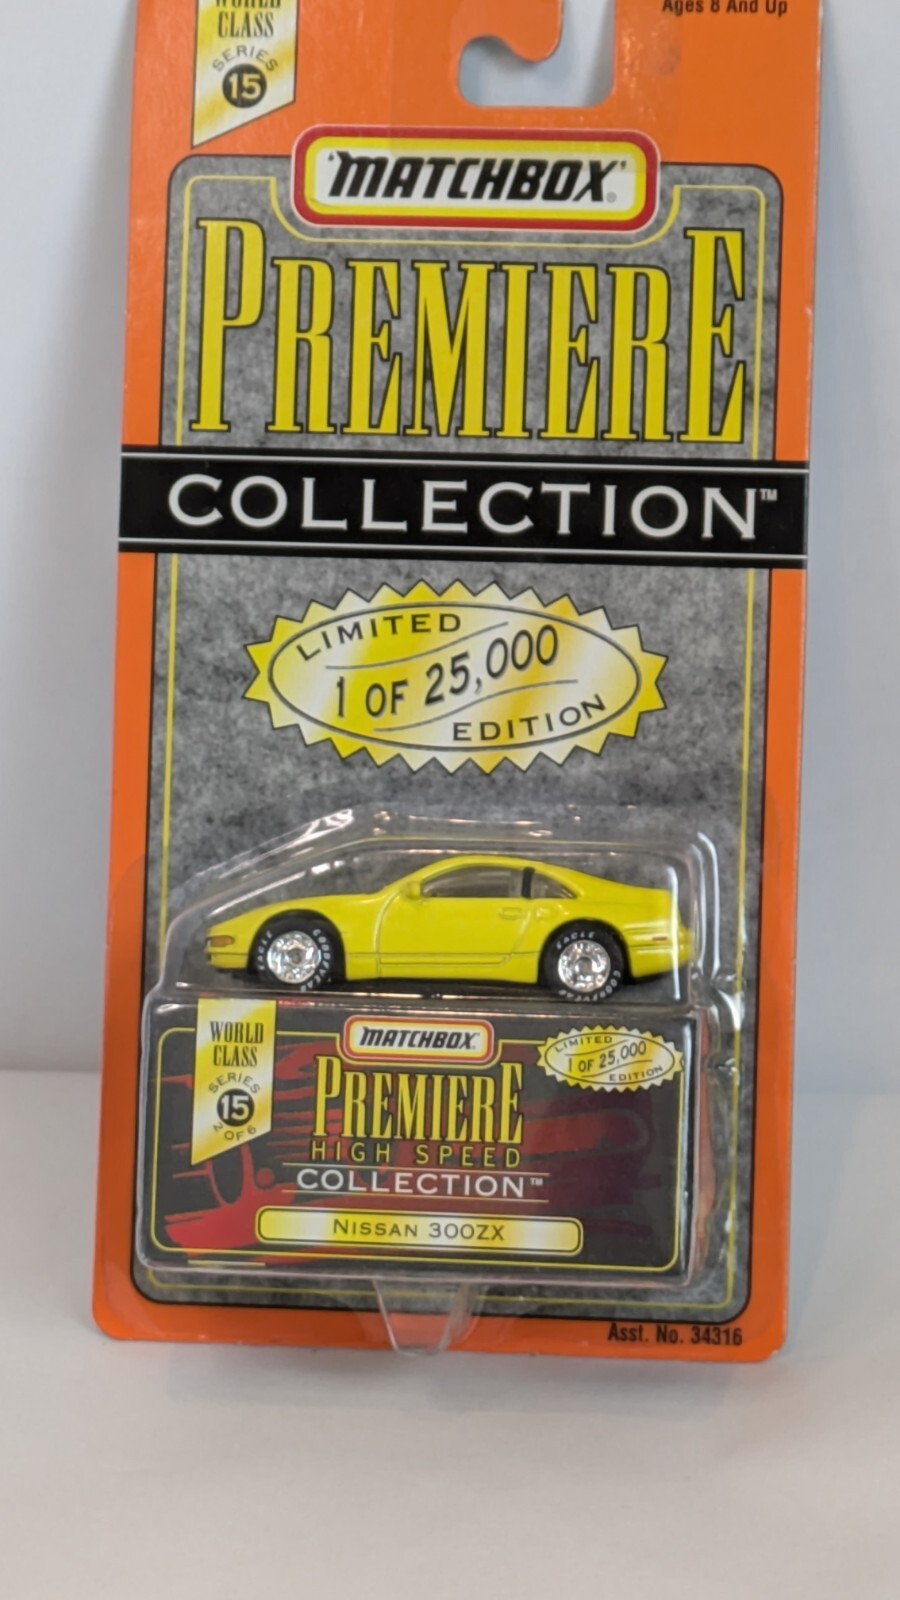 WORLD
CLASS
SERIES
15
Ages 8 And Up
'MATCHBOX'®
PREMIERE
COLLECTION™
LIMITED
1 OF 25,000
EDITION
EAGLE GOODYEAR
EAGLE GOODYEAR
WORLD
CLASS
SERIES
15
2 OF 6
MATCHBOX
LIMITED
1 OF 25,000
EDITION
PREMIERE
HIGH SPEED
COLLECTION™
NISSAN 300ZX
Asst. No. 34316